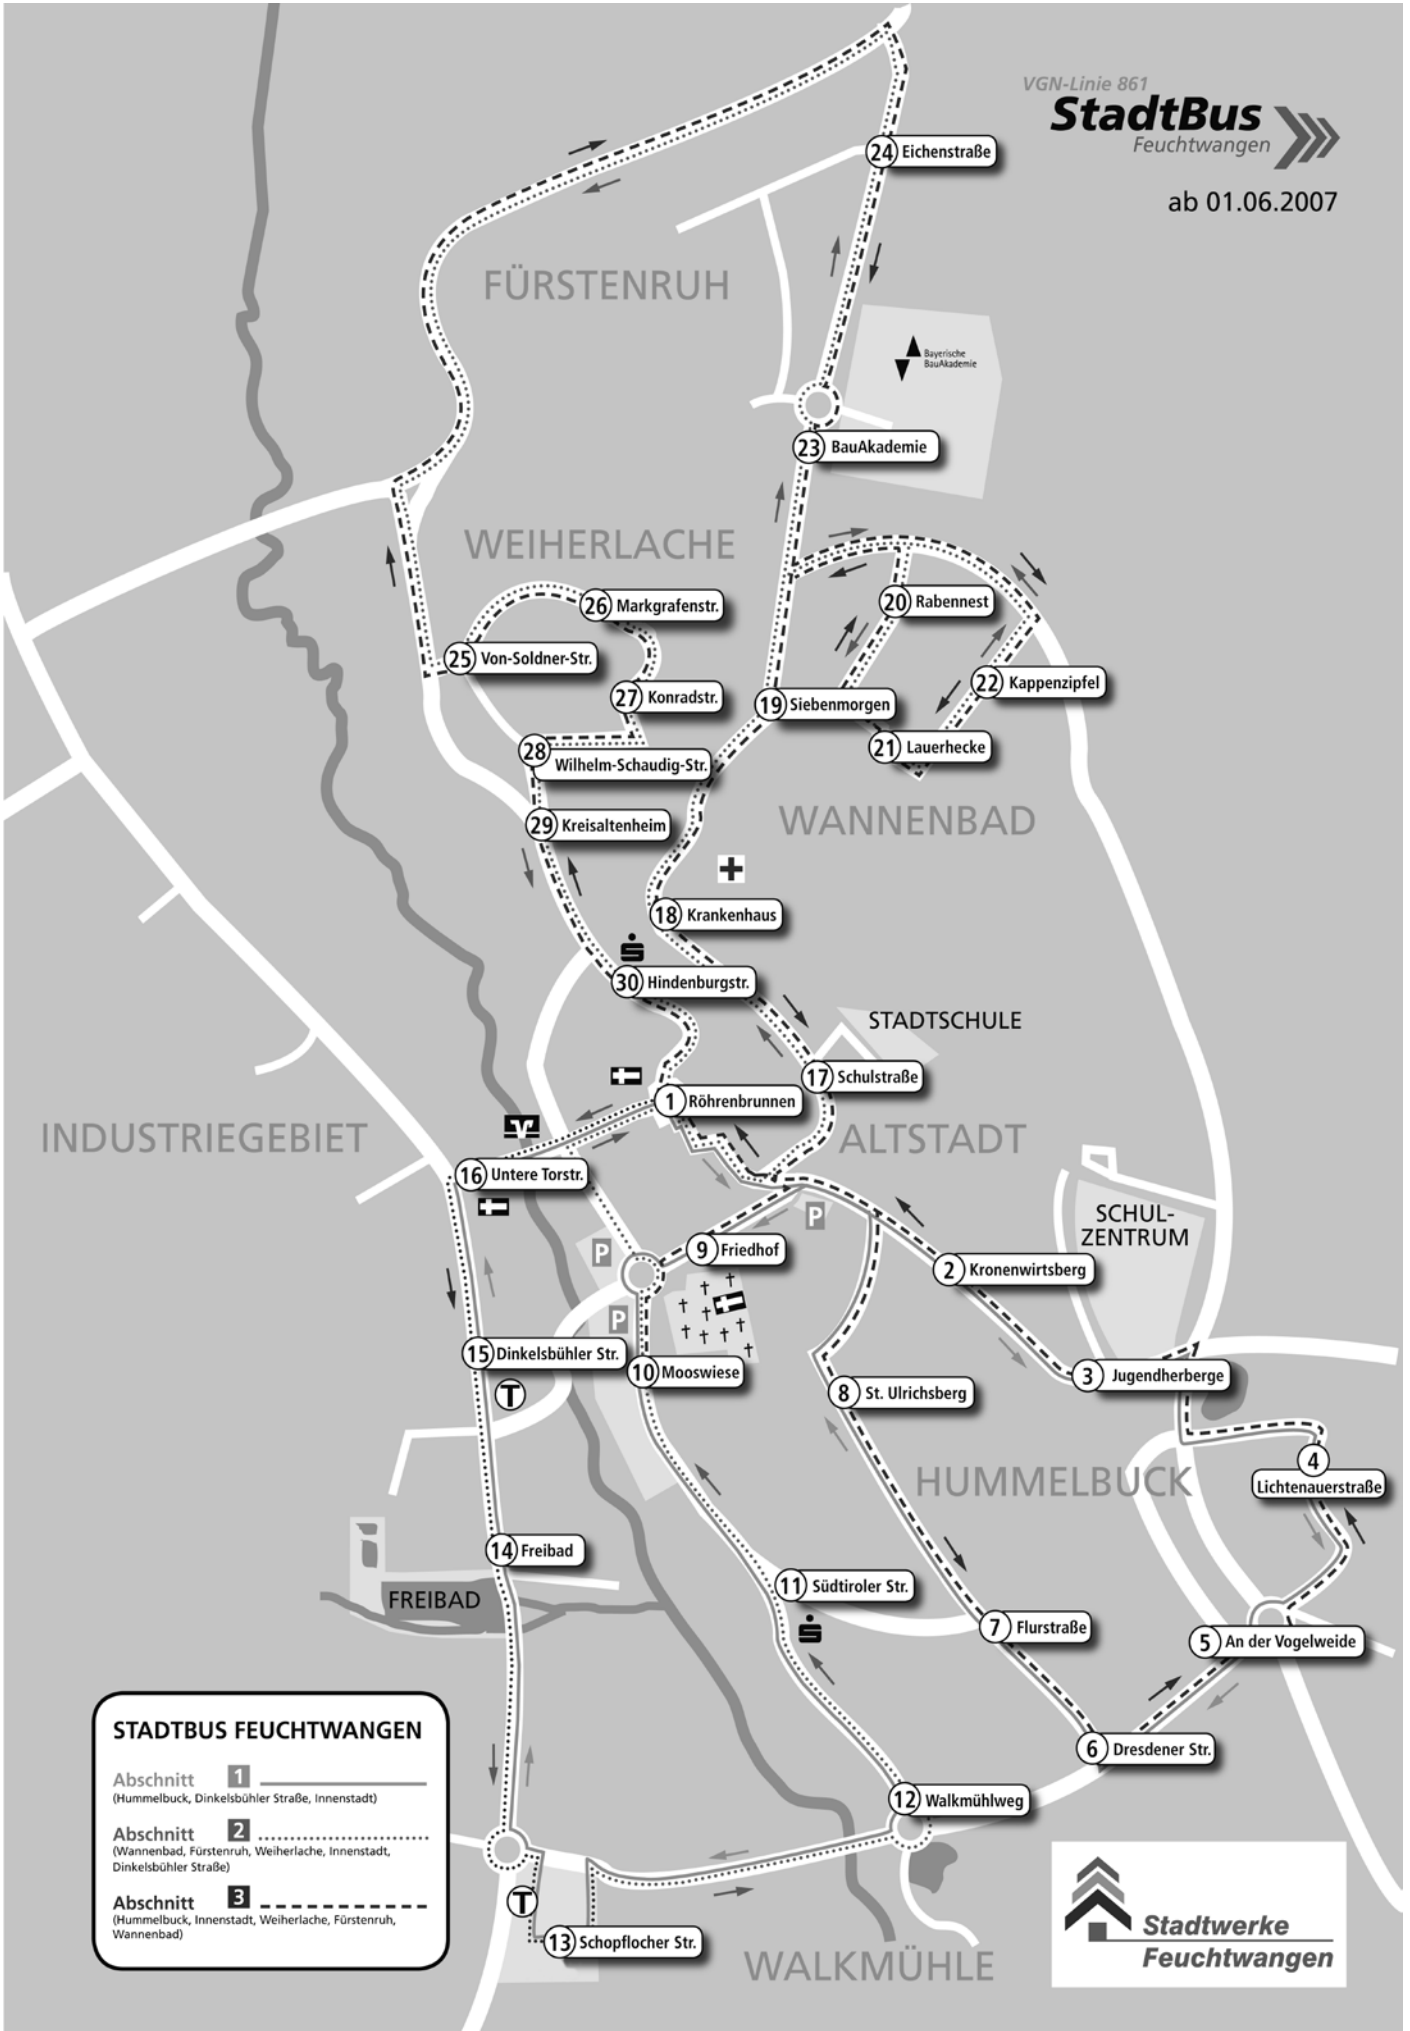 VGN-Linie 861
StadtBus
Feuchtwangen
ab 01.06.2007
24 Eichenstraße
FÜRSTENRUH
Bayerische
BauAkademie
23 BauAkademie
WEIHERLACHE
26 Markgrafenstr.
20 Rabennest
25 Von-Soldner-Str.
22 Kappenzipfel
27 Konradstr.
19 Siebenmorgen
21 Lauerhecke
28
Wilhelm-Schaudig-Str.
WANNENBAD
29 Kreisaltenheim
18 Krankenhaus
30 Hindenburgstr.
STADTSCHULE
17 Schulstraße
1 Röhrenbrunnen
INDUSTRIEGEBIET
ALTSTADT
16 Untere Torstr.
P
SCHUL-
ZENTRUM
9 Friedhof
P
2 Kronenwirtsberg
P
15 Dinkelsbühler Str.
10 Mooswiese
3 Jugendherberge
T
8 St. Ulrichsberg
4
Lichtenauerstraße
HUMMELBUCK
14 Freibad
11 Südtiroler Str.
FREIBAD
7 Flurstraße
5 An der Vogelweide
6 Dresdener Str.
12 Walkmühlweg
T
13 Schopflocher Str.
WALKMÜHLE
STADTBUS FEUCHTWANGEN
Abschnitt 1
(Hummelbuck, Dinkelsbühler Straße, Innenstadt)
Abschnitt 2
(Wannenbad, Fürstenruh, Weiherlache, Innenstadt,
Dinkelsbühler Straße)
Abschnitt 3
(Hummelbuck, Innenstadt, Weiherlache, Fürstenruh,
Wannenbad)
Stadtwerke
Feuchtwangen